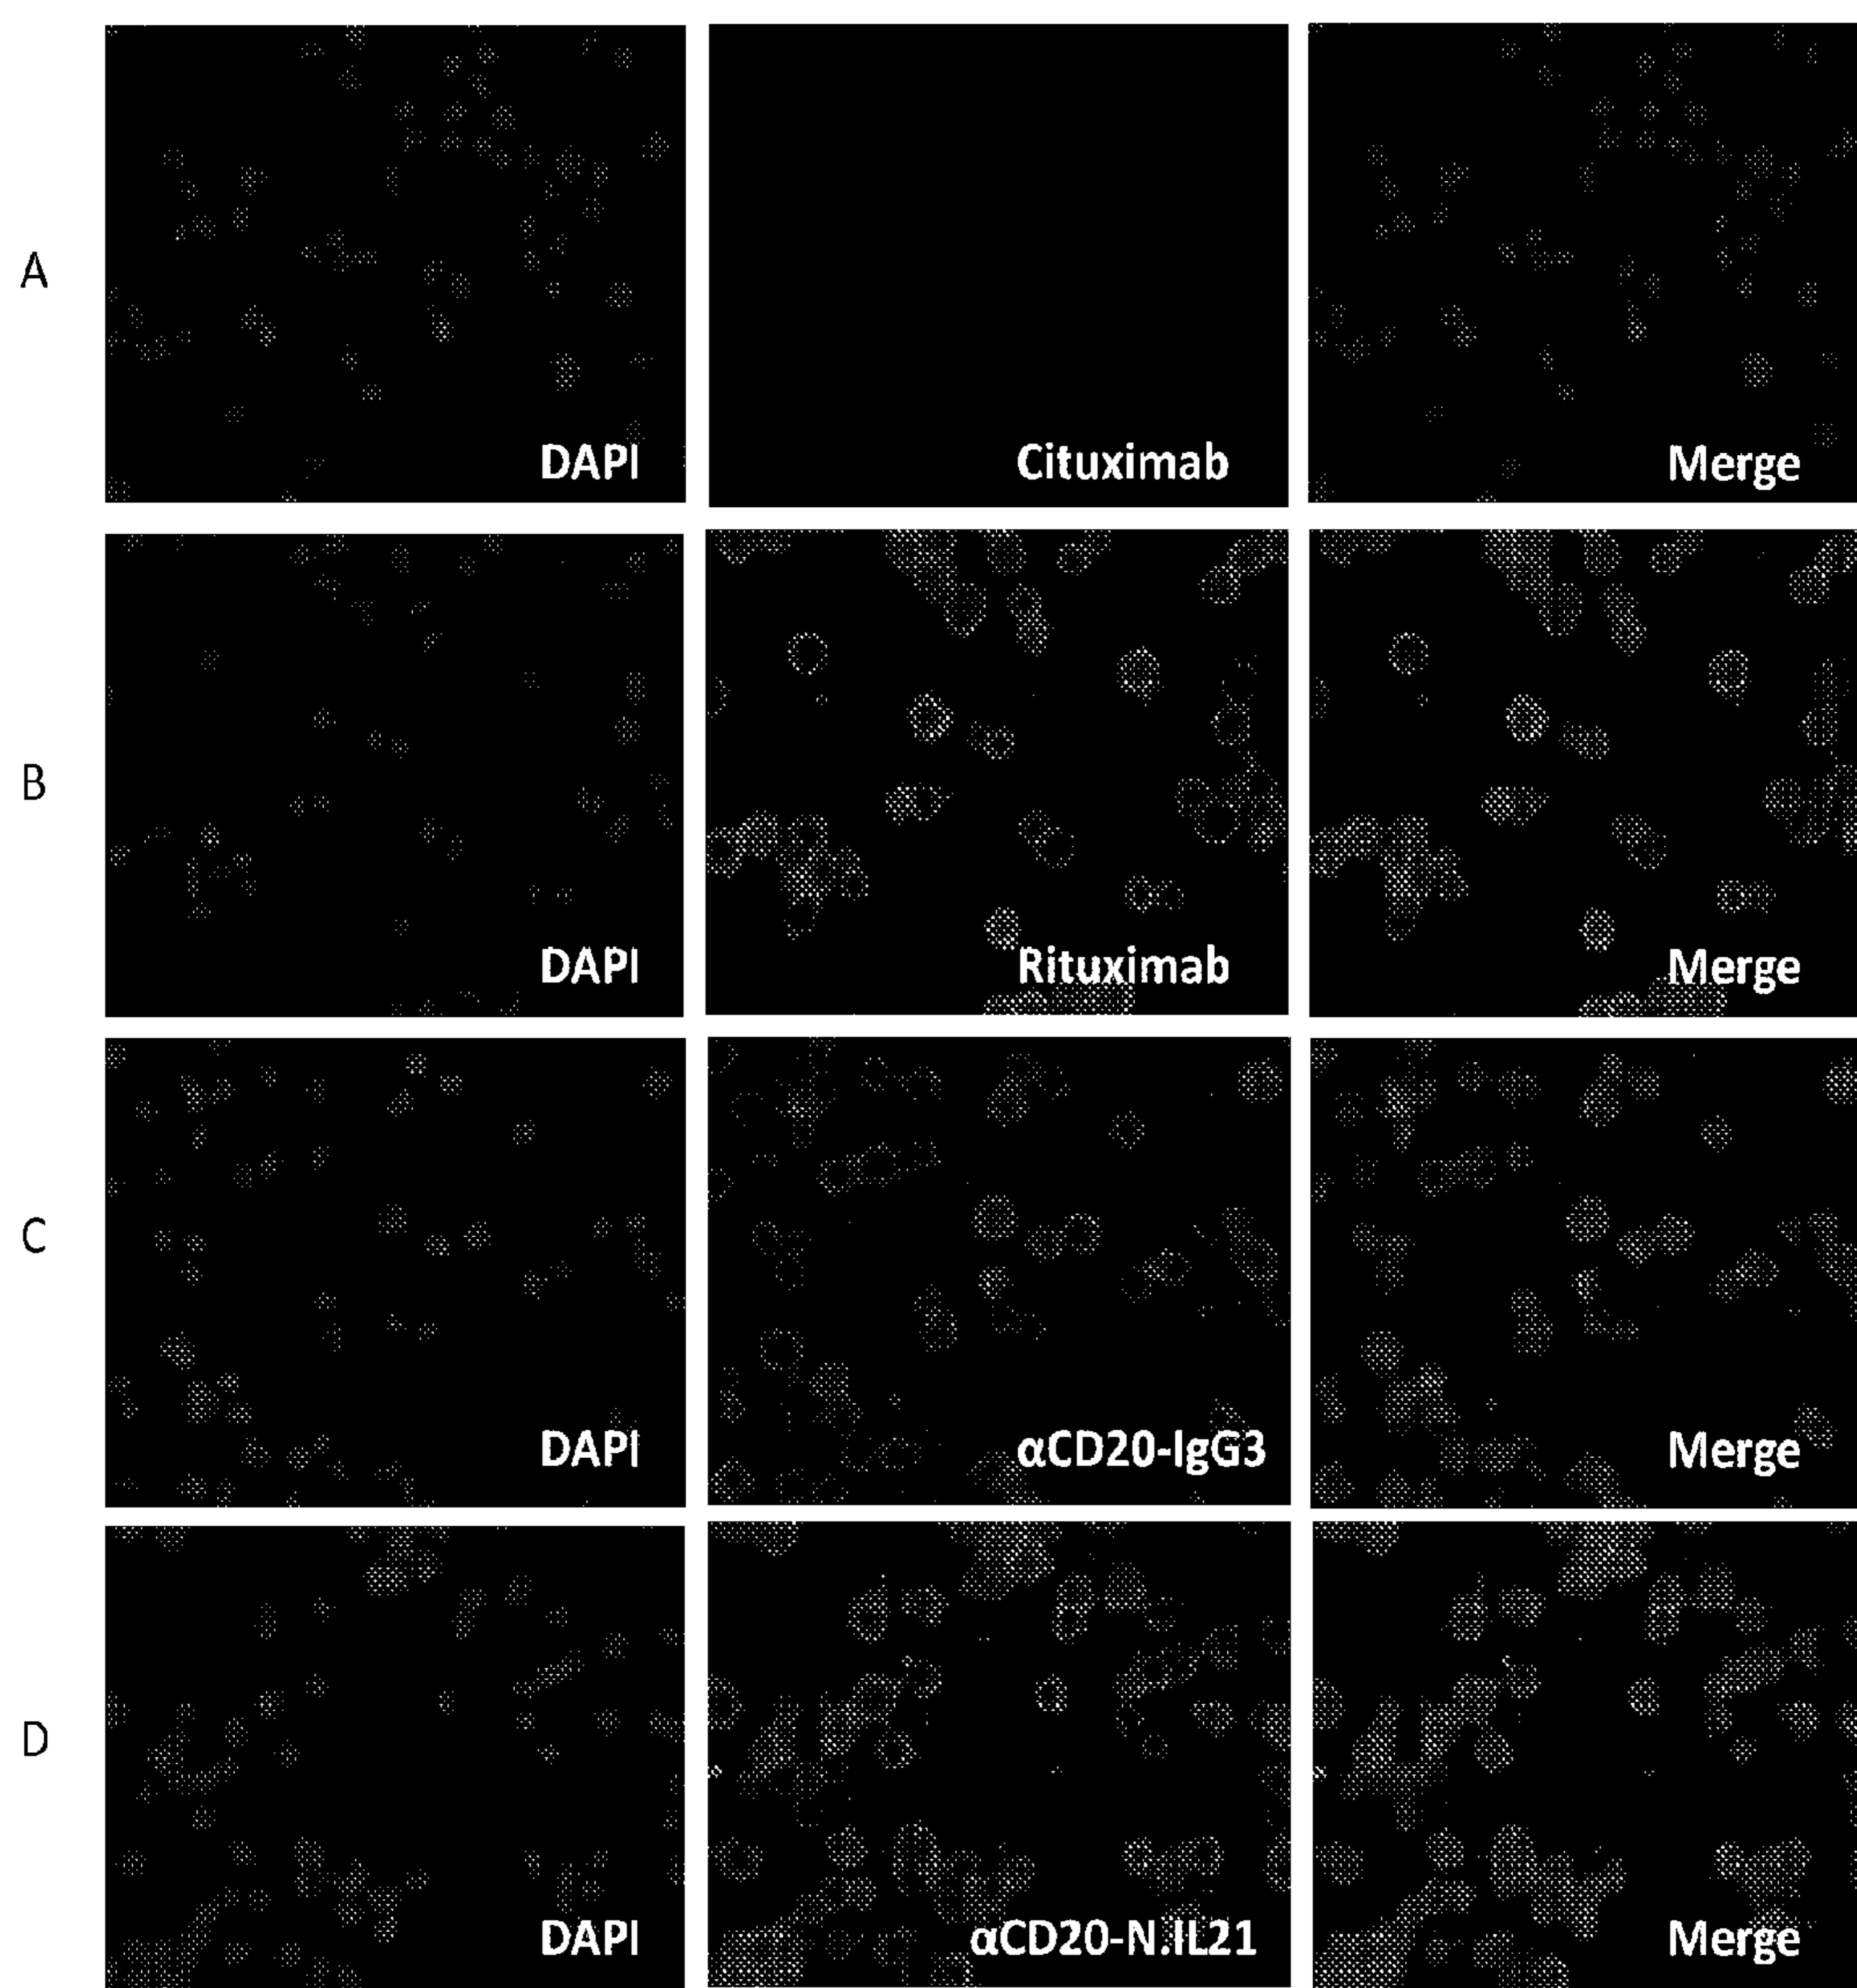 A
DAPI
Cituximab
Merge
B
DAPI
Rituximab
Merge
C
DAPI
αCD20-IgG3
Merge
D
DAPI
αCD20-N.IL21
Merge